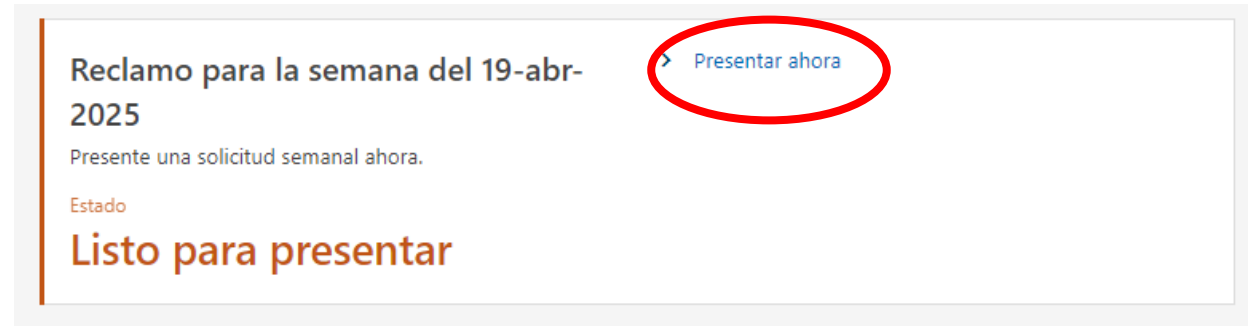 Reclamo para la semana del 19-abr-
2025
Presente una solicitud semanal ahora.
Estado
Listo para presentar
> Presentar ahora